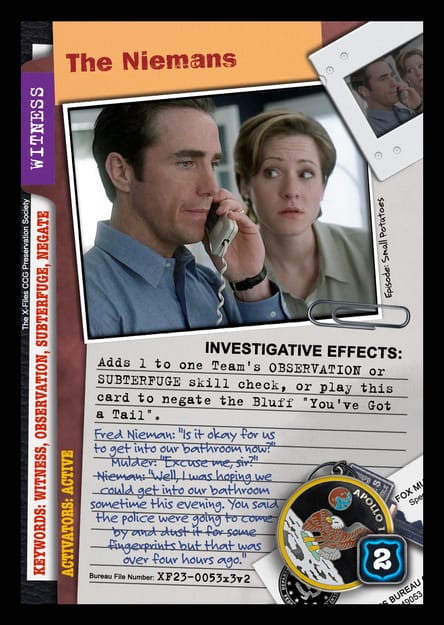 The Niemans
WITNESS
Episode: Small Potatoes
The X-Files CCG Preservation Society
KEYWORDS: WITNESS, OBSERVATION, SUBTERFUGE, NEGATE
ACTIVATORS: ACTIVE
INVESTIGATIVE EFFECTS:
Adds 1 to one Team's OBSERVATION or
SUBTERFUGE skill check, or play this
card to negate the Bluff "You've Got
a Tail".
Fred Nieman: "Is it okay for us
to get into our bathroom now?"
Mulder: "Excuse me, sir?"
Nieman: "Well, I was hoping we
could get into our bathroom
sometime this evening. You said
the police were going to come
by and dust it for some
fingerprints but that was
over four hours ago."
Bureau File Number: XF23-0053x3v2
APOLLO
FOX MU
Spe
2
S BUREAU
49053